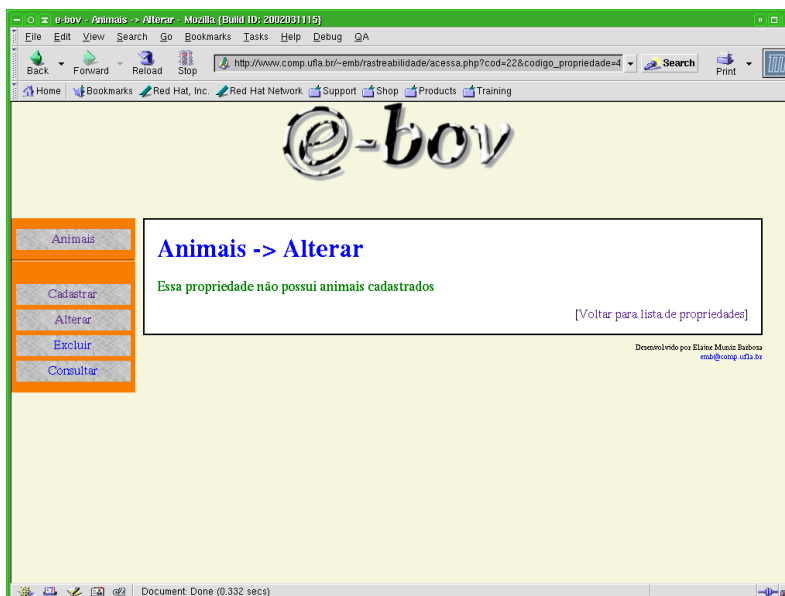 e-bov - Animais -> Alterar - Mozilla {Build ID: 2002031115}
File Edit View Search Go Bookmarks Tasks Help Debug QA
Back Forward Reload Stop http://www.comp.ufla.br/~emb/rastreabilidade/acessa.php?cod=22&codigo_propriedade=4 Search Print
Home Bookmarks Red Hat, Inc. Red Hat Network Support Shop Products Training
e-bov
Animais
Cadastrar
Alterar
Excluir
Consultar
Animais -> Alterar
Essa propriedade não possui animais cadastrados
[Voltar para lista de propriedades]
Desenvolvido por Elaine Muniz Barbosa
emb@comp.ufla.br
Document: Done (0.332 secs)